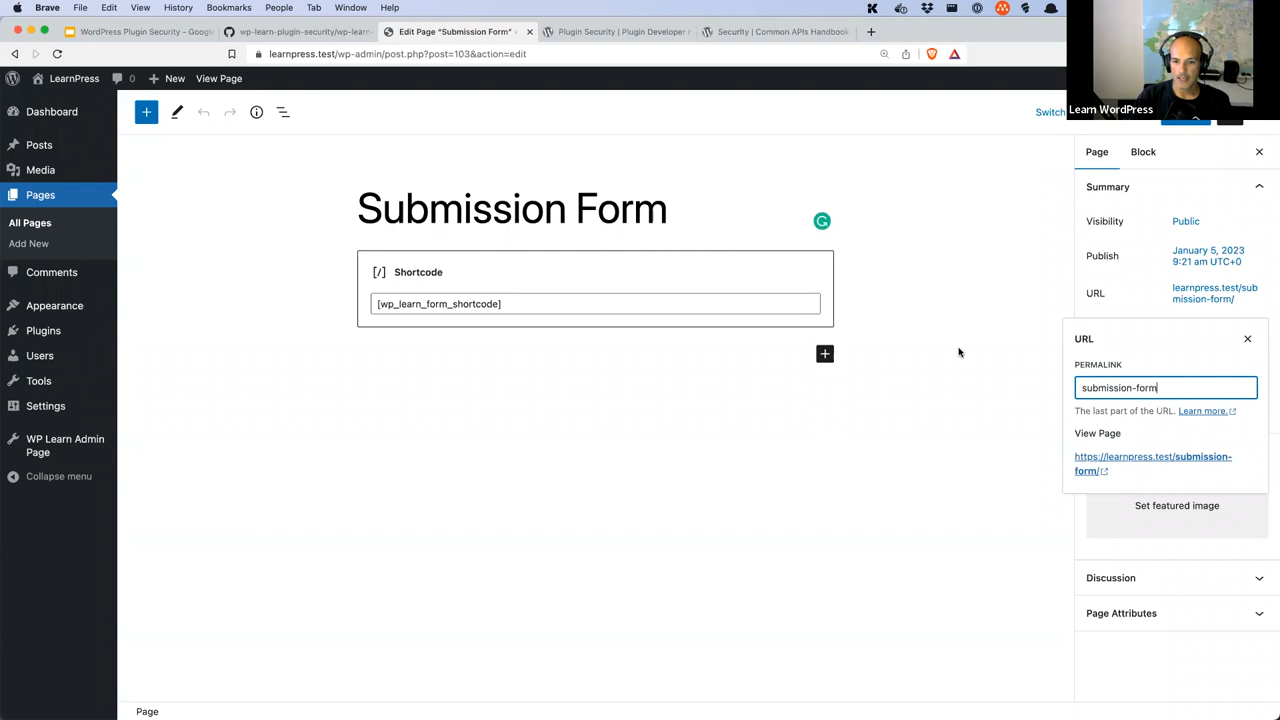 Brave File Edit View History Bookmarks People Tab Window Help
WordPress Plugin Security - Googl
wp-learn-plugin-security/wp-learn-
Edit Page "Submission Form"
Plugin Security | Plugin Developer
Security | Common APIs Handbook
learnpress.test/wp-admin/post.php?post=103&action=edit
LearnPress 0 New View Page
Learn WordPress
Dashboard
Posts
Media
Pages
All Pages
Add New
Comments
Appearance
Plugins
Users
Tools
Settings
WP Learn Admin
Page
Collapse menu
Switch
Submission Form
[/] Shortcode
[wp_learn_form_shortcode]
Page Block
Summary
Visibility Public
Publish January 5, 2023
9:21 am UTC+0
URL learnpress.test/sub
mission-form/
URL
PERMALINK
submission-form
The last part of the URL. Learn more.
View Page
https://learnpress.test/submission-
form/
Set featured image
Discussion
Page Attributes
Page